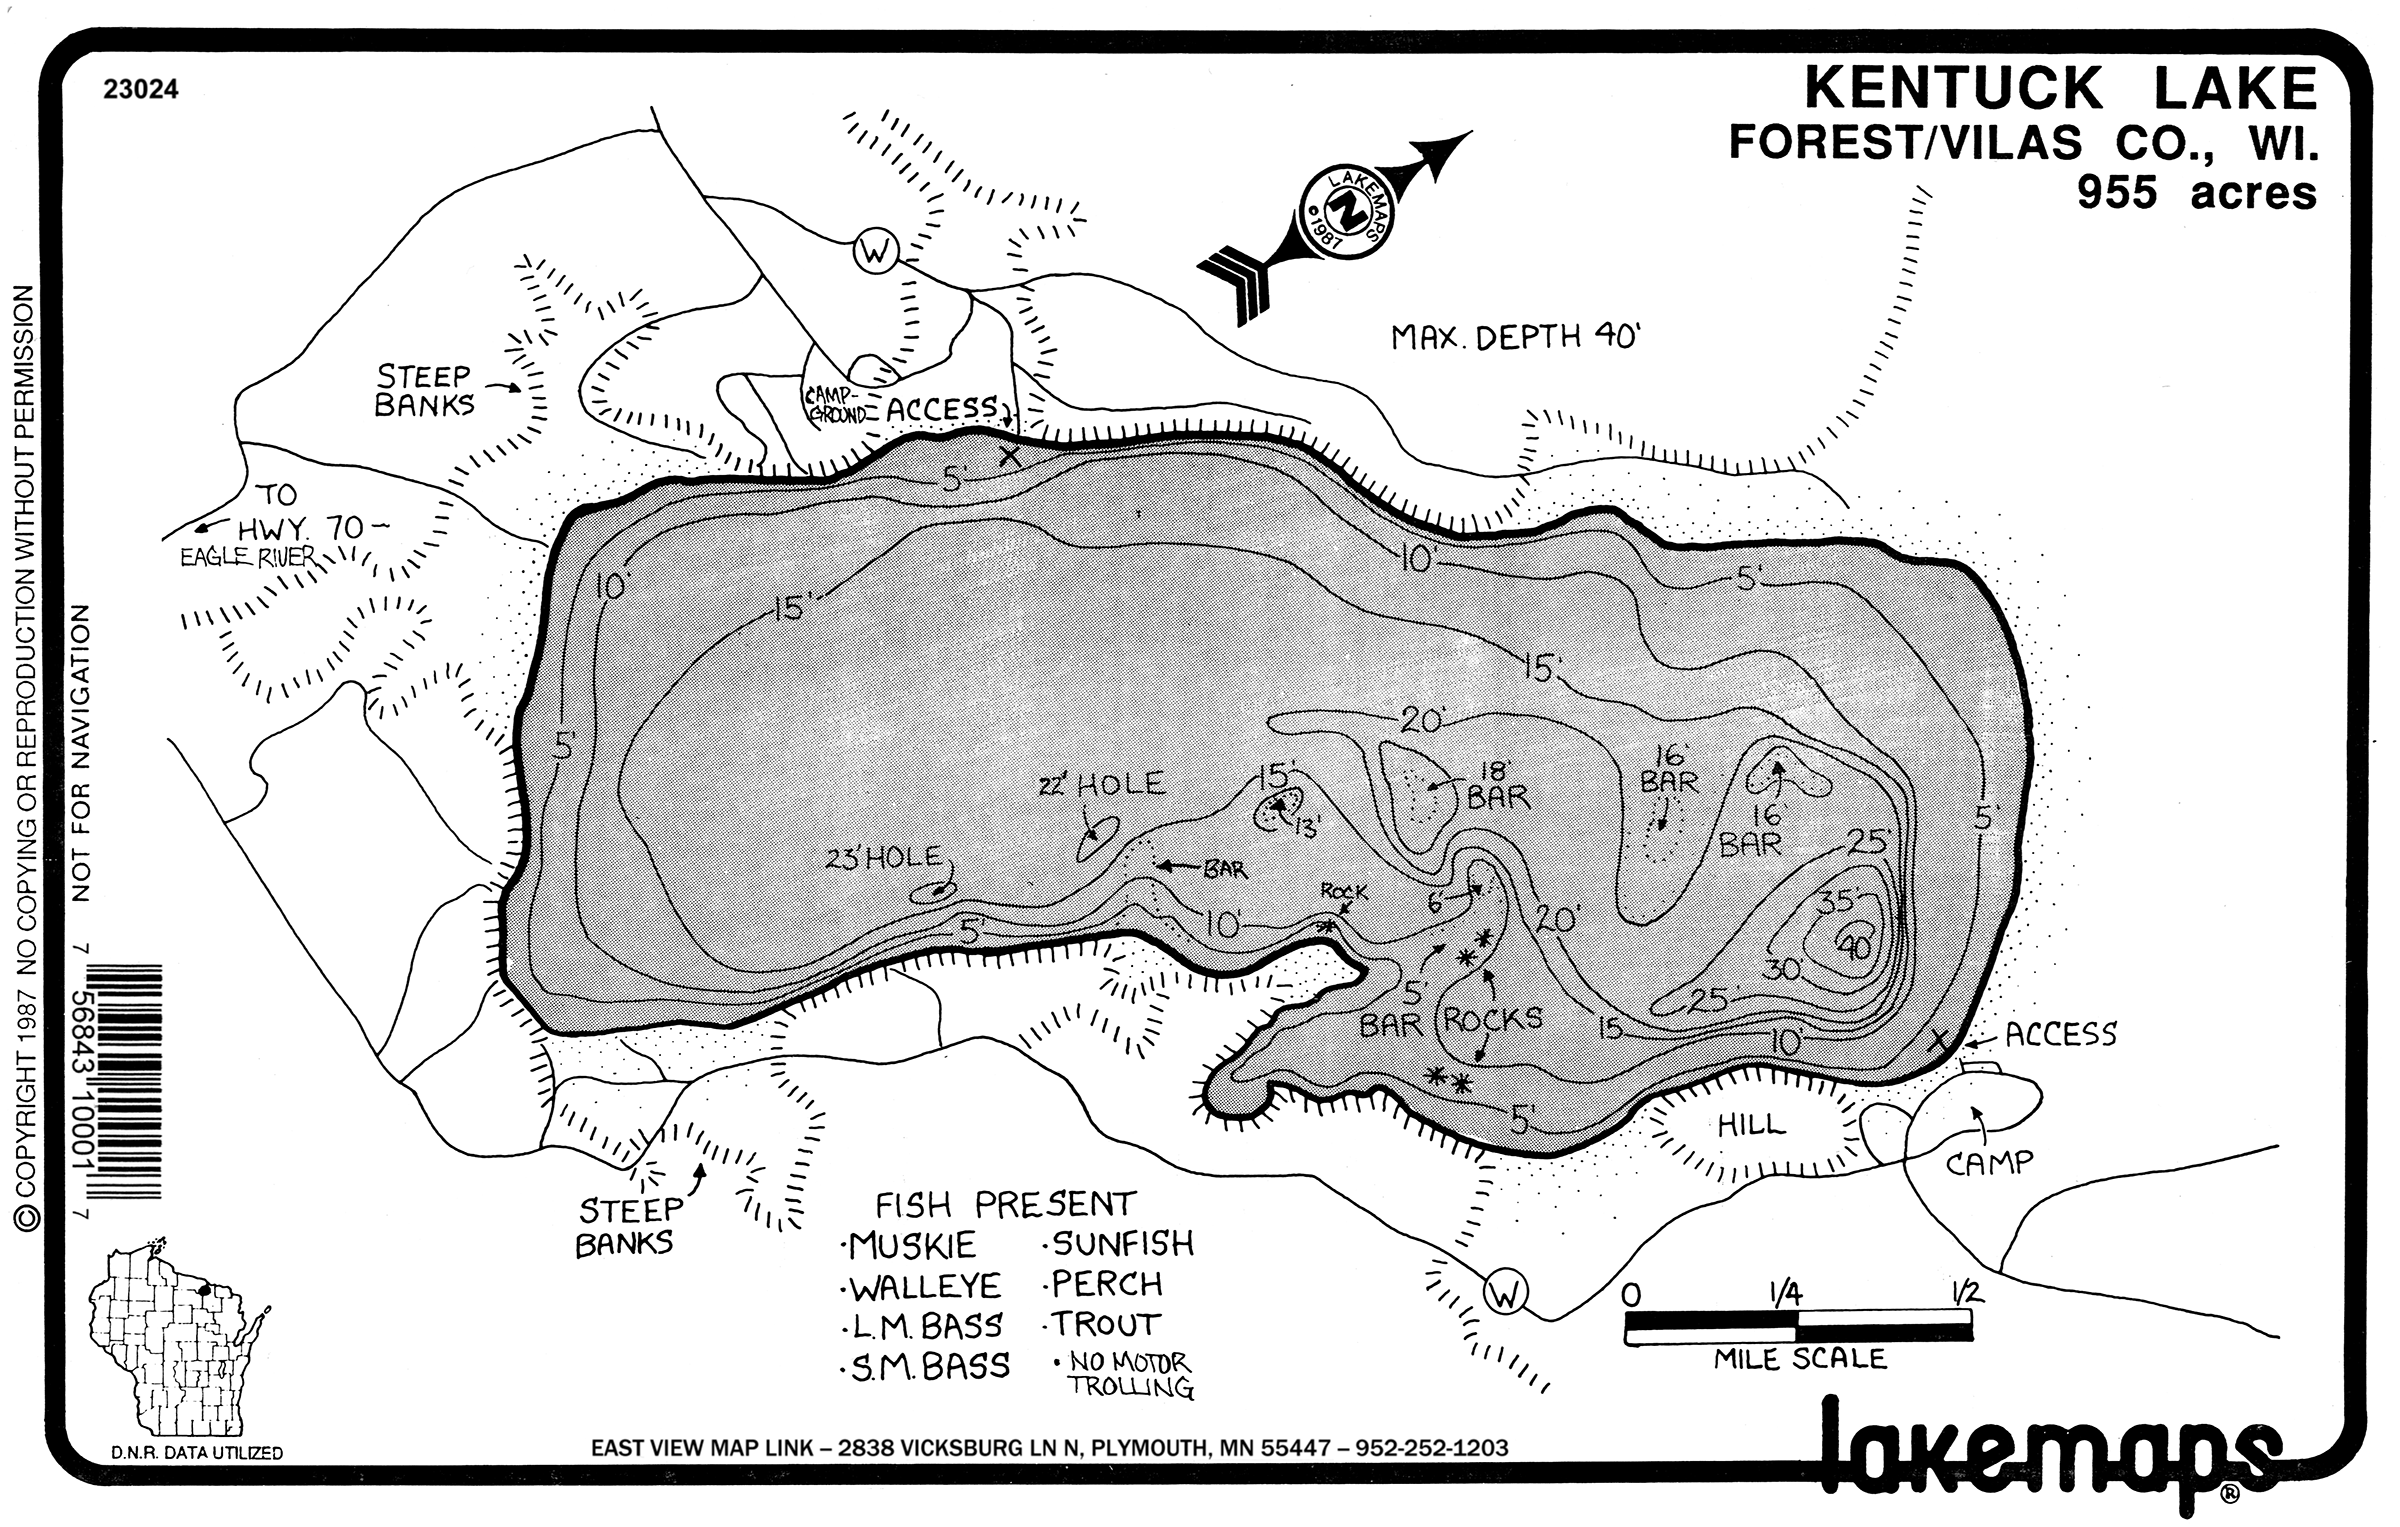 23024
KENTUCK LAKE
FOREST/VILAS CO., WI.
955 acres
LAKEMAPS
N
©1987
MAX. DEPTH 40'
W
STEEP
BANKS
CAMP-
GROUND
ACCESS
TO
HWY. 70
EAGLE RIVER
5'
10'
15'
10'
5'
15'
20'
5'
22' HOLE
15'
13'
18'
BAR
16'
BAR
16'
BAR
25'
5'
23' HOLE
BAR
ROCK
6'
10'
5'
20'
35'
40'
30'
25'
5'
BAR
ROCKS
15
10'
ACCESS
5'
HILL
CAMP
STEEP
BANKS
FISH PRESENT
·MUSKIE ·SUNFISH
·WALLEYE ·PERCH
·L.M. BASS ·TROUT
·S.M. BASS ·NO MOTOR
TROLLING
W
0 1/4 1/2
MILE SCALE
© COPYRIGHT 1987 NO COPYING OR REPRODUCTION WITHOUT PERMISSION
NOT FOR NAVIGATION
7 56843 10001 7
D.N.R. DATA UTILIZED
EAST VIEW MAP LINK – 2838 VICKSBURG LN N, PLYMOUTH, MN 55447 – 952-252-1203
lakemaps®